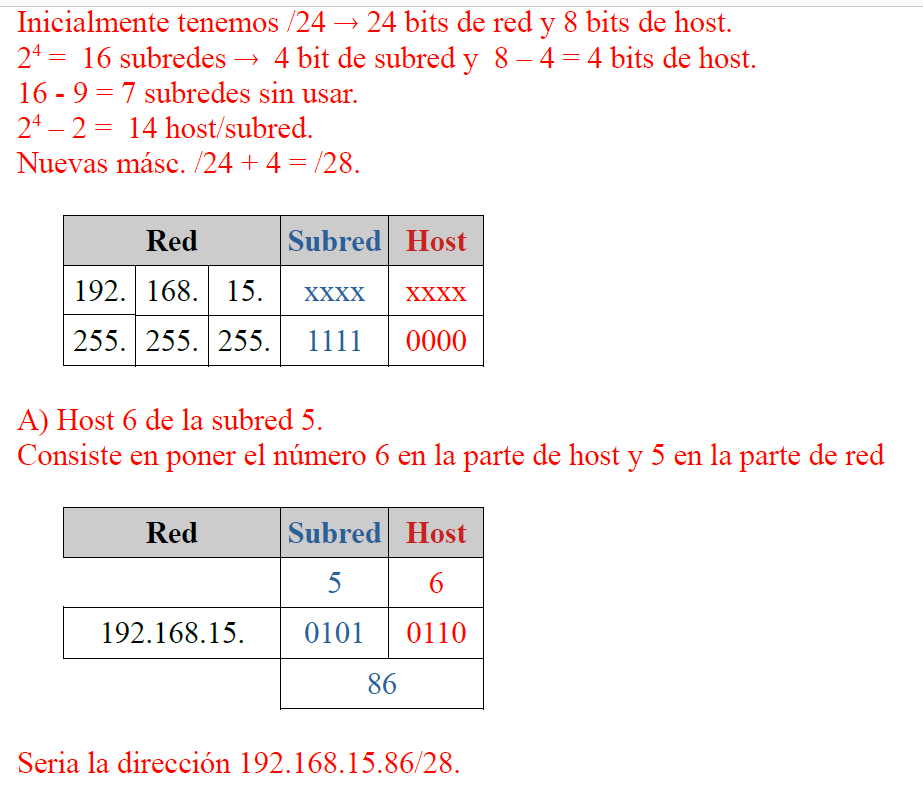 Inicialmente tenemos /24 → 24 bits de red y 8 bits de host.
2⁴ = 16 subredes → 4 bit de subred y 8 – 4 = 4 bits de host.
16 - 9 = 7 subredes sin usar.
2⁴ – 2 = 14 host/subred.
Nuevas másc. /24 + 4 = /28.
Red Subred Host
192. 168. 15. xxxx xxxx
255. 255. 255. 1111 0000
A) Host 6 de la subred 5.
Consiste en poner el número 6 en la parte de host y 5 en la parte de red
Red Subred Host
5 6
192.168.15. 0101 0110
86
Seria la dirección 192.168.15.86/28.